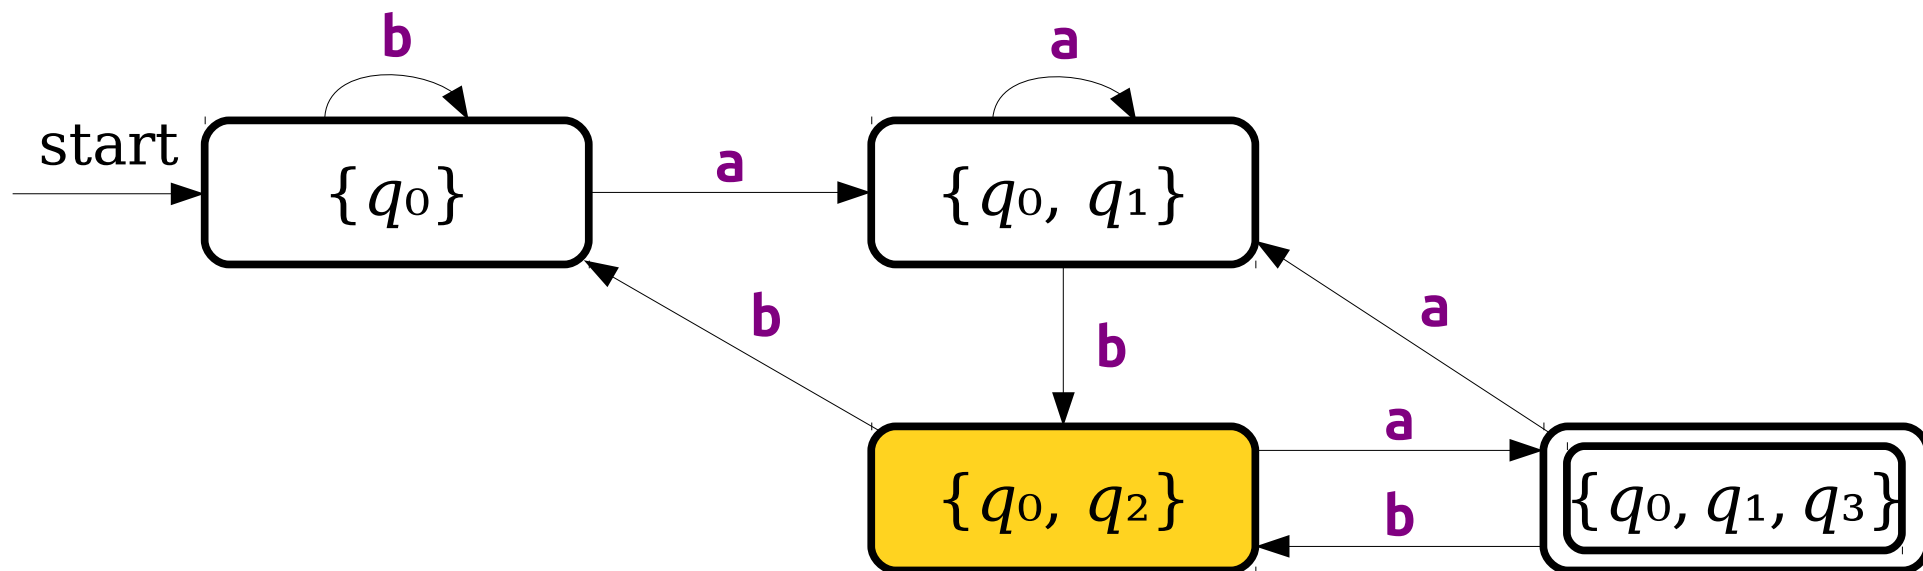 b
a
start
{q₀}
a
{q₀, q₁}
b
b
a
a
{q₀, q₂}
b
{q₀, q₁, q₃}